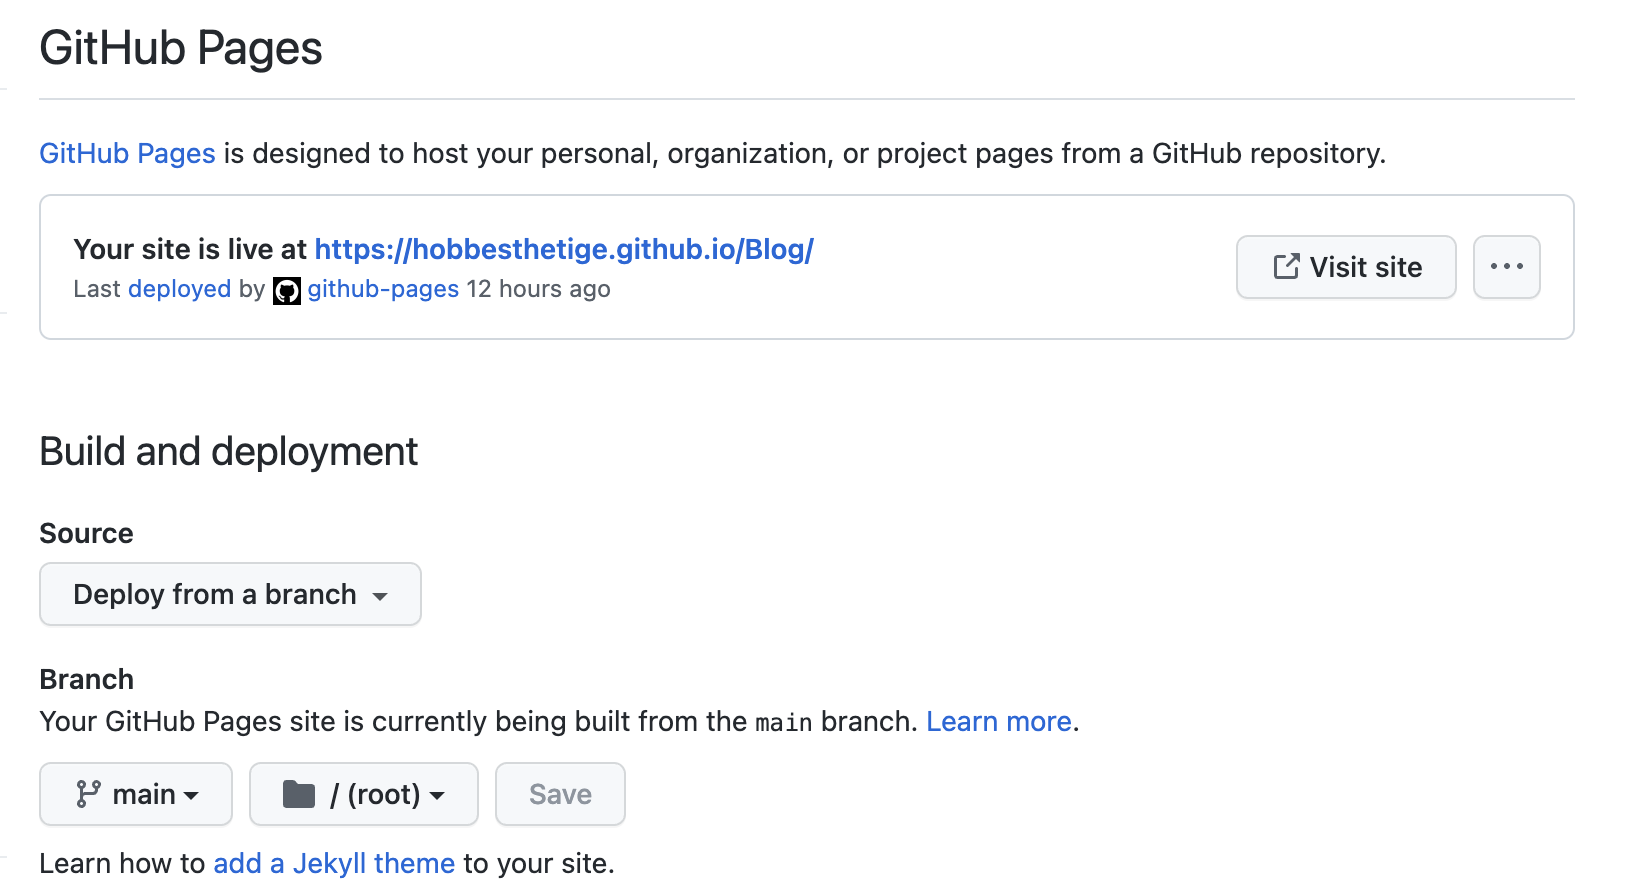 GitHub Pages
GitHub Pages is designed to host your personal, organization, or project pages from a GitHub repository.
Your site is live at https://hobbesthetige.github.io/Blog/
Last deployed by github-pages 12 hours ago
Visit site
Build and deployment
Source
Deploy from a branch
Branch
Your GitHub Pages site is currently being built from the main branch. Learn more.
main
/ (root)
Save
Learn how to add a Jekyll theme to your site.